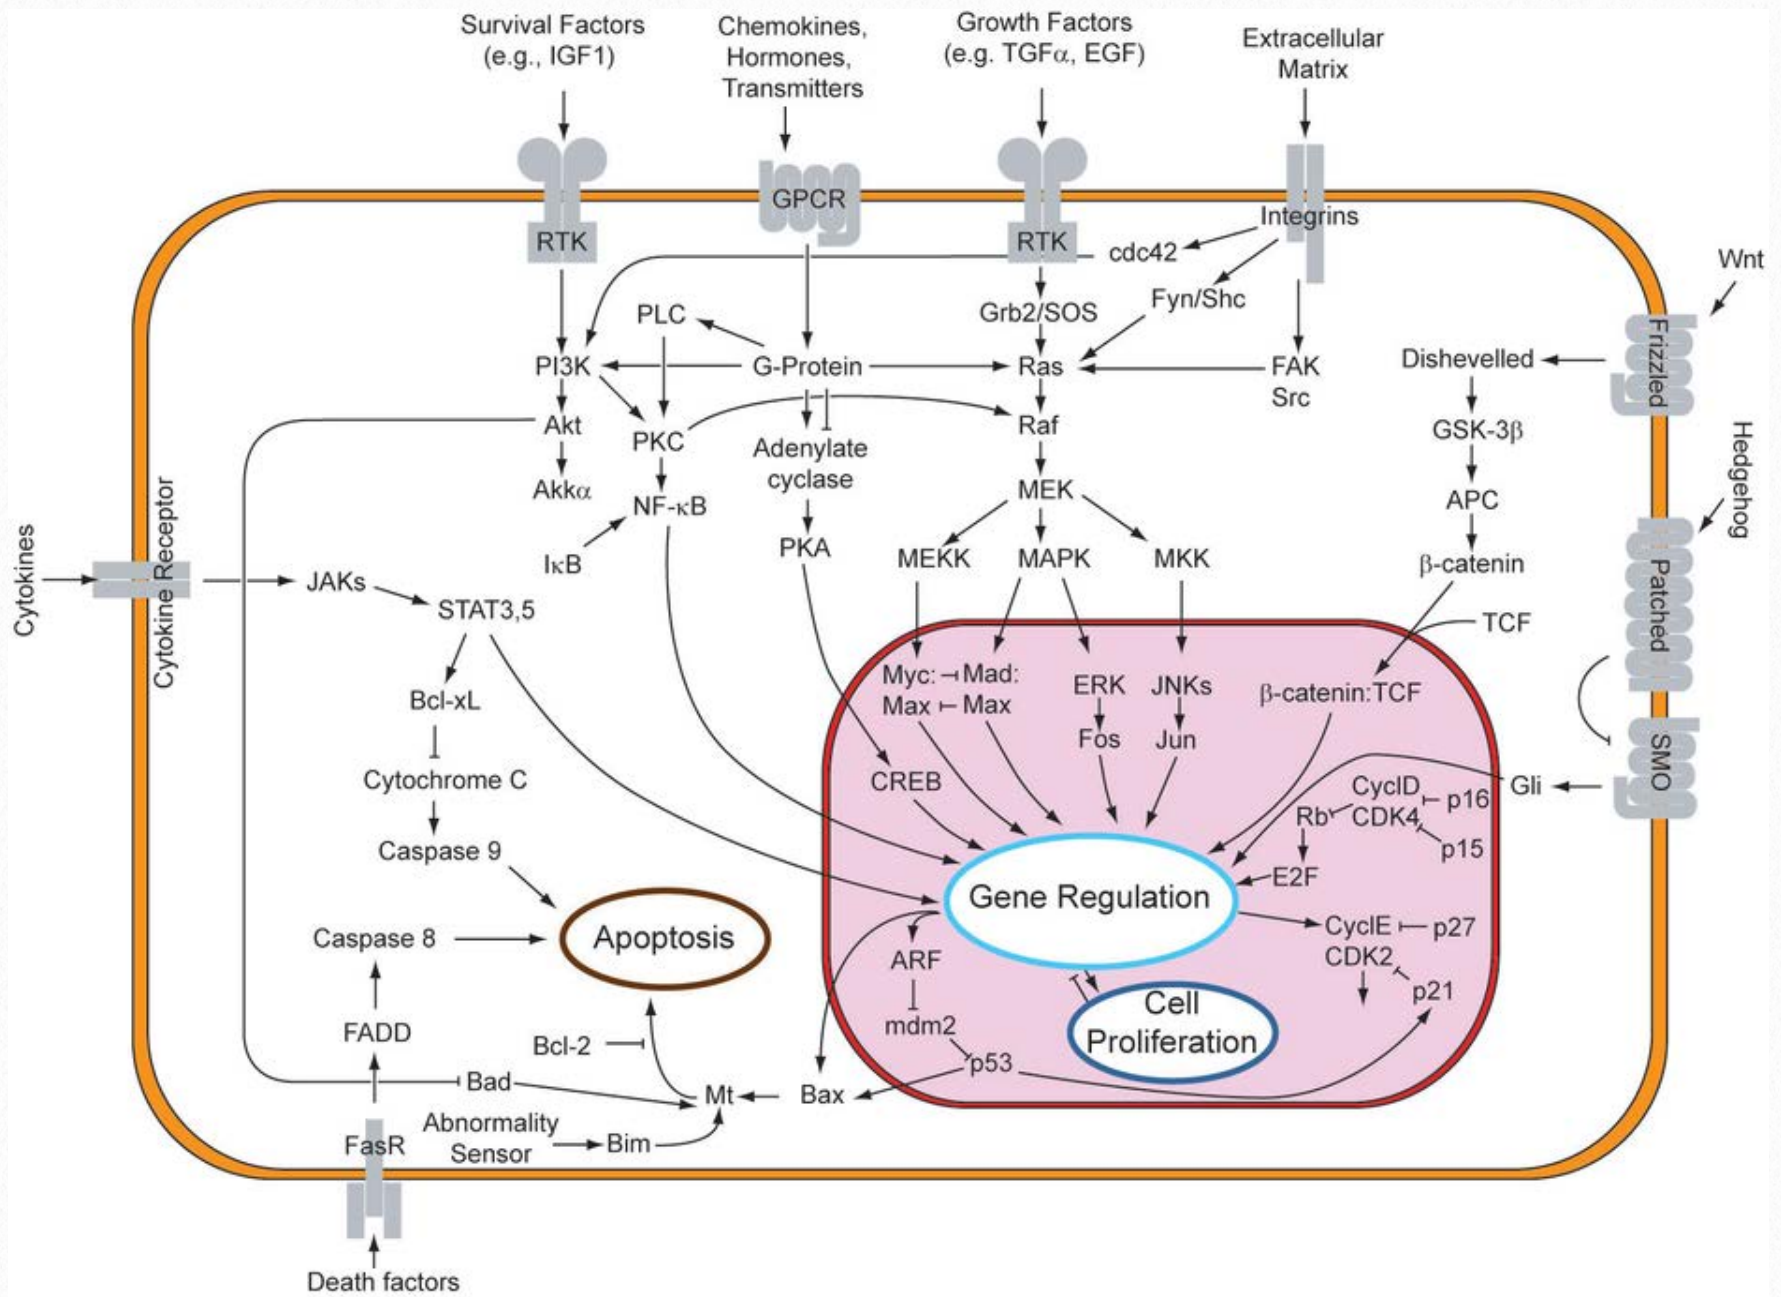 Survival Factors
(e.g., IGF1)
Chemokines,
Hormones,
Transmitters
Growth Factors
(e.g. TGFα, EGF)
Extracellular
Matrix
RTK
GPCR
RTK
Integrins
cdc42
Wnt
Fyn/Shc
PLC
Grb2/SOS
Frizzled
PI3K
G-Protein
Ras
FAK
Src
Dishevelled
Akt
PKC
Raf
GSK-3β
Hedgehog
Adenylate
cyclase
Akkα
NF-κB
MEK
APC
Cytokines
Cytokine Receptor
IκB
PKA
MEKK
MAPK
MKK
β-catenin
Patched
JAKs
STAT3,5
TCF
Myc:
Mad:
Max
Max
ERK
JNKs
β-catenin:TCF
Bcl-xL
Fos
Jun
SMO
Cytochrome C
CREB
CyclD
CDK4
p16
Gli
Rb
p15
Caspase 9
E2F
Gene Regulation
Caspase 8
Apoptosis
CyclE
CDK2
p27
ARF
p21
FADD
Bcl-2
mdm2
Cell
Proliferation
p53
Bad
Mt
Bax
Abnormality
Sensor
Bim
FasR
Death factors